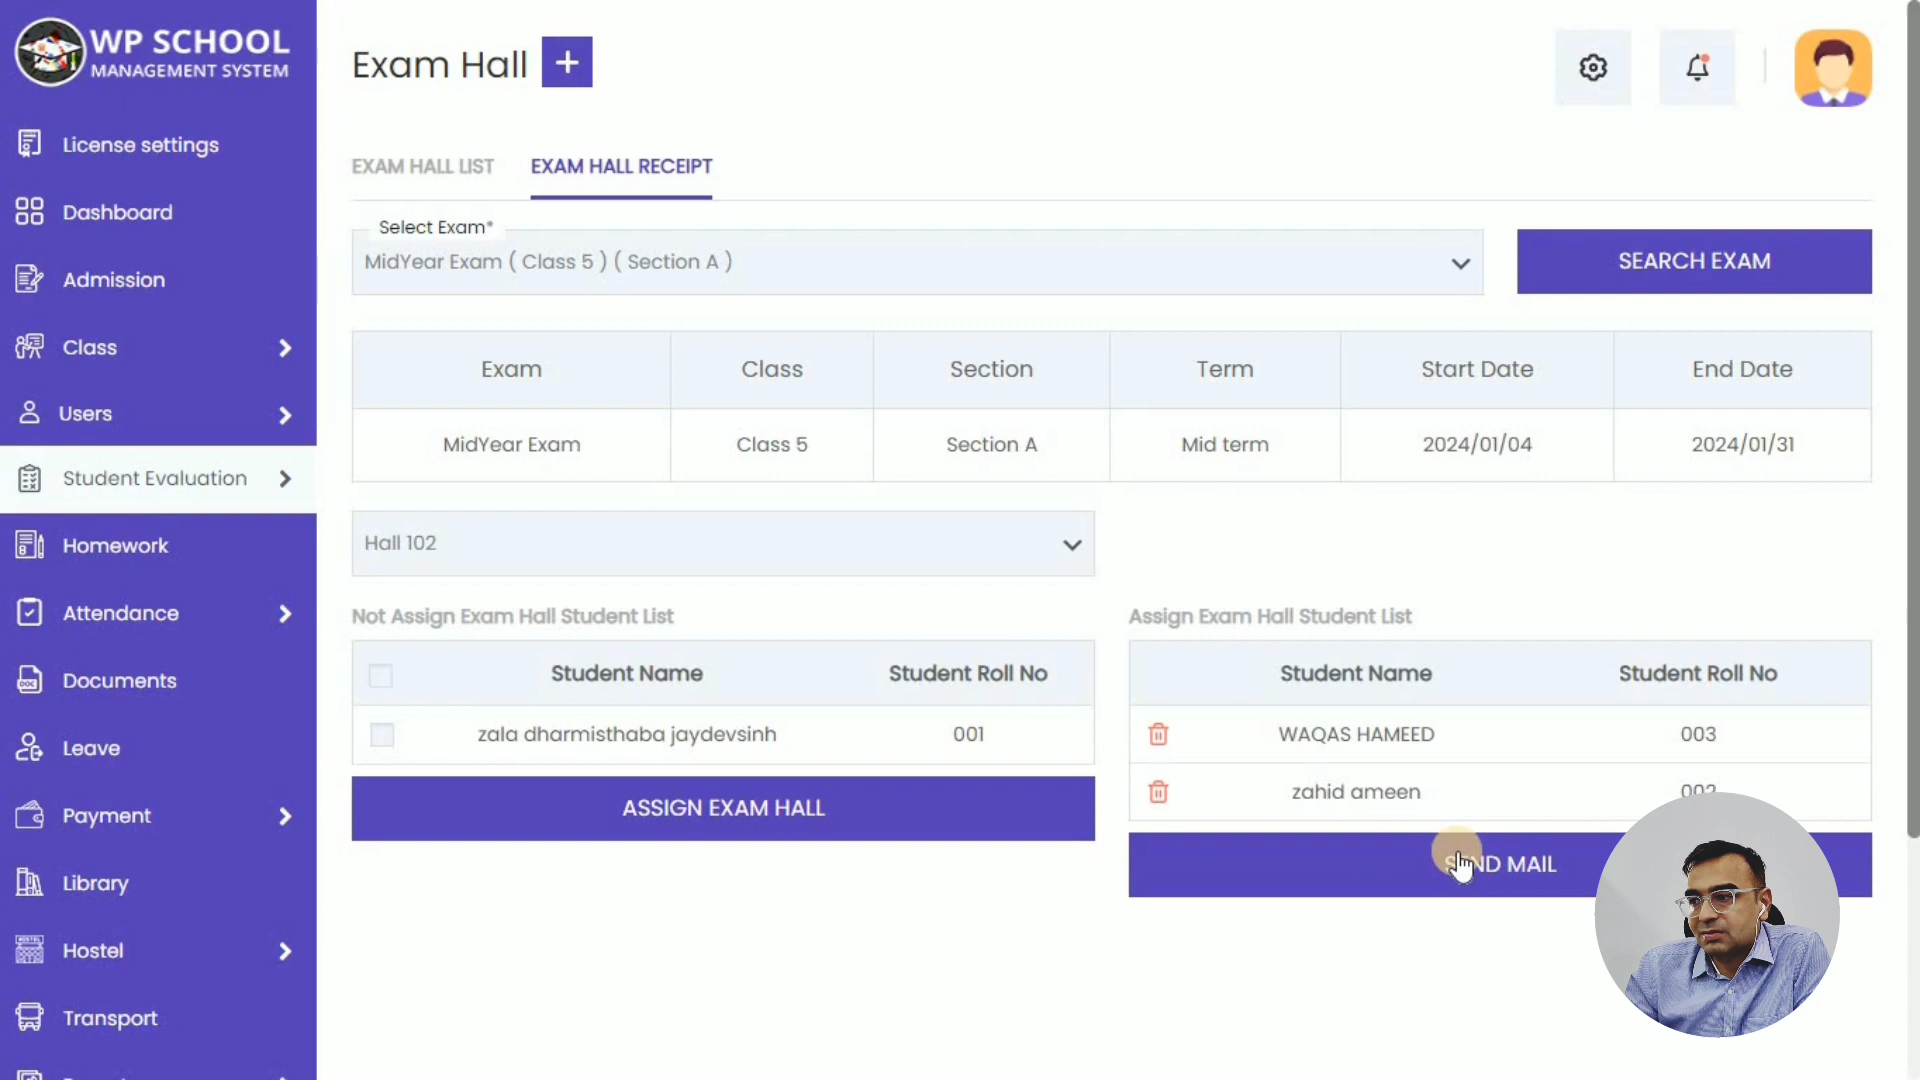 WP SCHOOL
MANAGEMENT SYSTEM
License settings
Dashboard
Admission
Class
Users
Student Evaluation
Homework
Attendance
Documents
Leave
Payment
Library
Hostel
Transport
Exam Hall +
EXAM HALL LIST EXAM HALL RECEIPT
Select Exam*
MidYear Exam ( Class 5 ) ( Section A )
SEARCH EXAM
Exam Class Section Term Start Date End Date
MidYear Exam Class 5 Section A Mid term 2024/01/04 2024/01/31
Hall 102
Not Assign Exam Hall Student List
Student Name Student Roll No
zala dharmisthaba jaydevsinh 001
ASSIGN EXAM HALL
Assign Exam Hall Student List
Student Name Student Roll No
WAQAS HAMEED 003
zahid ameen 002
SEND MAIL